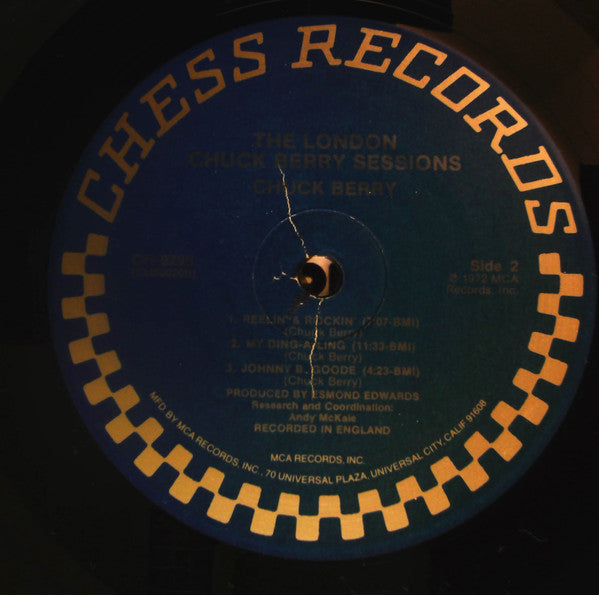 CHESS RECORDS
THE LONDON
CHUCK BERRY SESSIONS
CHUCK BERRY
Side 2
© 1972 MCA
Records, Inc.
1. REELIN' & ROCKIN' (7:07-BMI)
(Chuck Berry)
2. MY DING-A-LING (11:33-BMI)
(Chuck Berry)
3. JOHNNY B. GOODE (4:23-BMI)
(Chuck Berry)
PRODUCED BY ESMOND EDWARDS
Research and Coordination:
Andy McKaie
RECORDED IN ENGLAND
MCA RECORDS, INC.
MFD. BY MCA RECORDS, INC., 70 UNIVERSAL PLAZA, UNIVERSAL CITY, CALIF. 91608